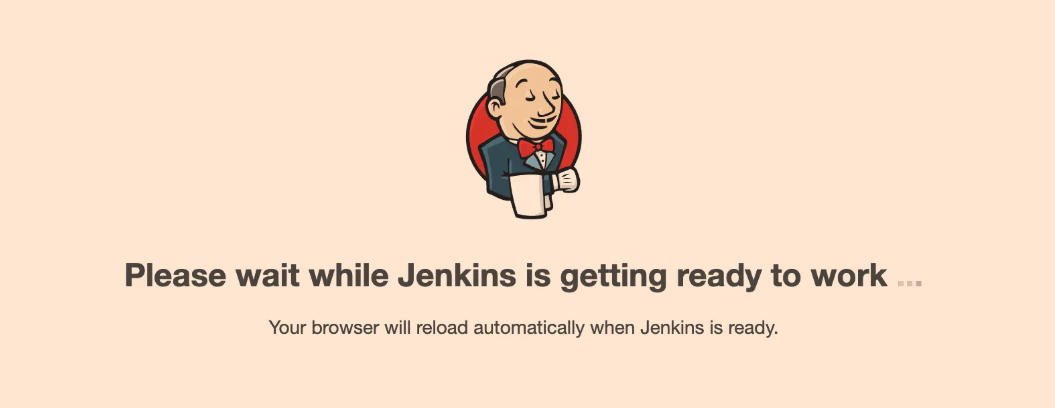 Please wait while Jenkins is getting ready to work ...
Your browser will reload automatically when Jenkins is ready.